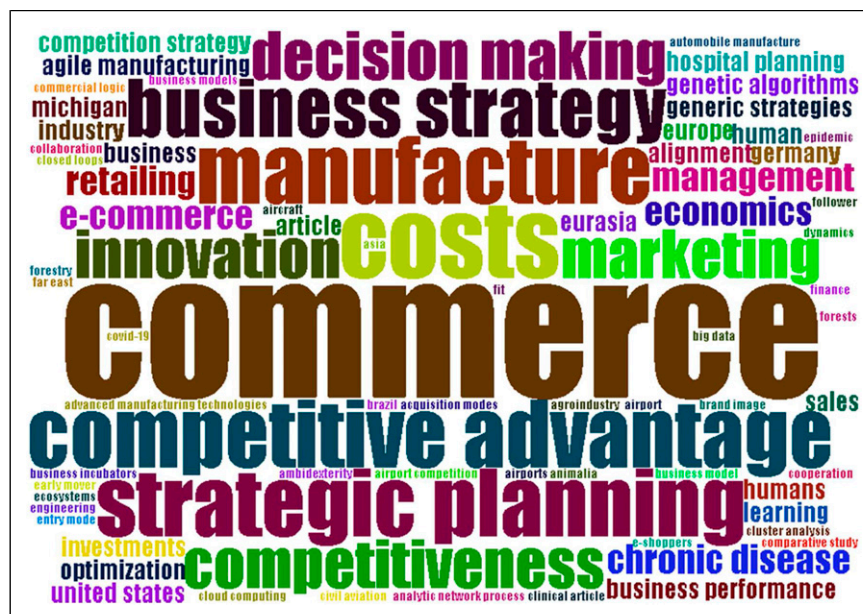 competition strategy
decision making
automobile manufacture
hospital planning
agile manufacturing
business models
genetic algorithms
commercial logic
business strategy
michigan
generic strategies
industry
europe
human
epidemic
collaboration
closed loops
business
manufacture
alignment
germany
retailing
management
e-commerce
aircraft
article
costs
asia
eurasia
economics
follower
innovation
marketing
dynamics
forestry
far east
commerce
fit
finance
covid-19
big data
forests
advanced manufacturing technologies
brazil
acquisition modes
agroindustry
airport
brand image
sales
competitive advantage
business incubators
ambidexterity
airport competition
airports
animalia
business model
cooperation
early mover
ecosystems
engineering
entry mode
strategic planning
humans
learning
cluster analysis
investments
competitiveness
e-shoppers
comparative study
optimization
chronic disease
united states
cloud computing
civil aviation
analytic network process
clinical article
business performance